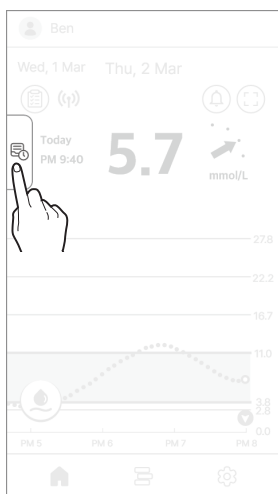 Ben
Wed, 1 Mar Thu, 2 Mar
Today
PM 9:40
5.7
mmol/L
27.8
22.2
16.7
11.0
3.8
2.8
0.0
PM 5 PM 6 PM 7 PM 8